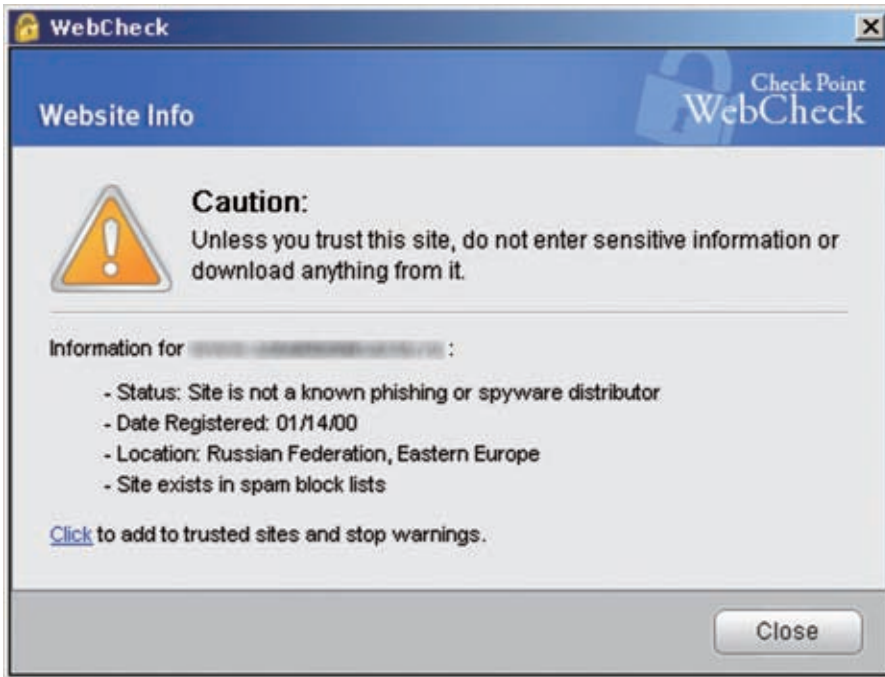 WebCheck
Website Info
Check Point
WebCheck
Caution:
Unless you trust this site, do not enter sensitive information or
download anything from it.
Information for :
- Status: Site is not a known phishing or spyware distributor
- Date Registered: 01/14/00
- Location: Russian Federation, Eastern Europe
- Site exists in spam block lists
Click to add to trusted sites and stop warnings.
Close